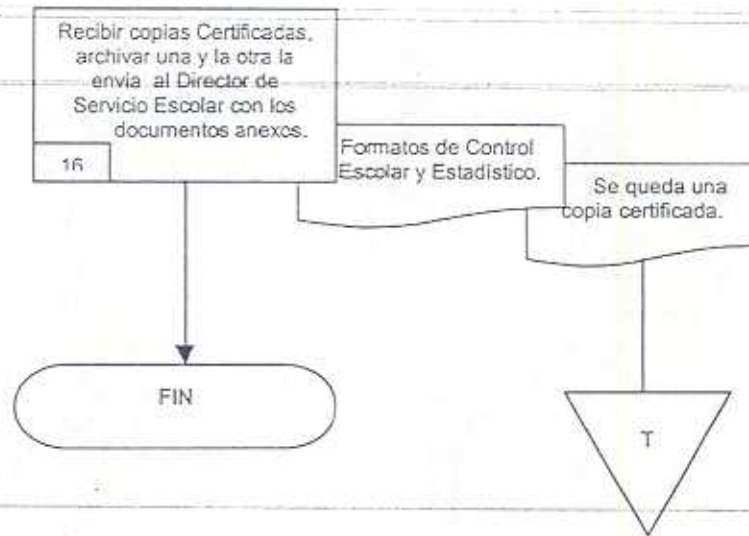 Recibir copias Certificadas,
archivar una y la otra la
envia al Director de
Servicio Escolar con los
documentos anexos.
16
Formatos de Control
Escolar y Estadístico.
Se queda una
copia certificada.
FIN
T